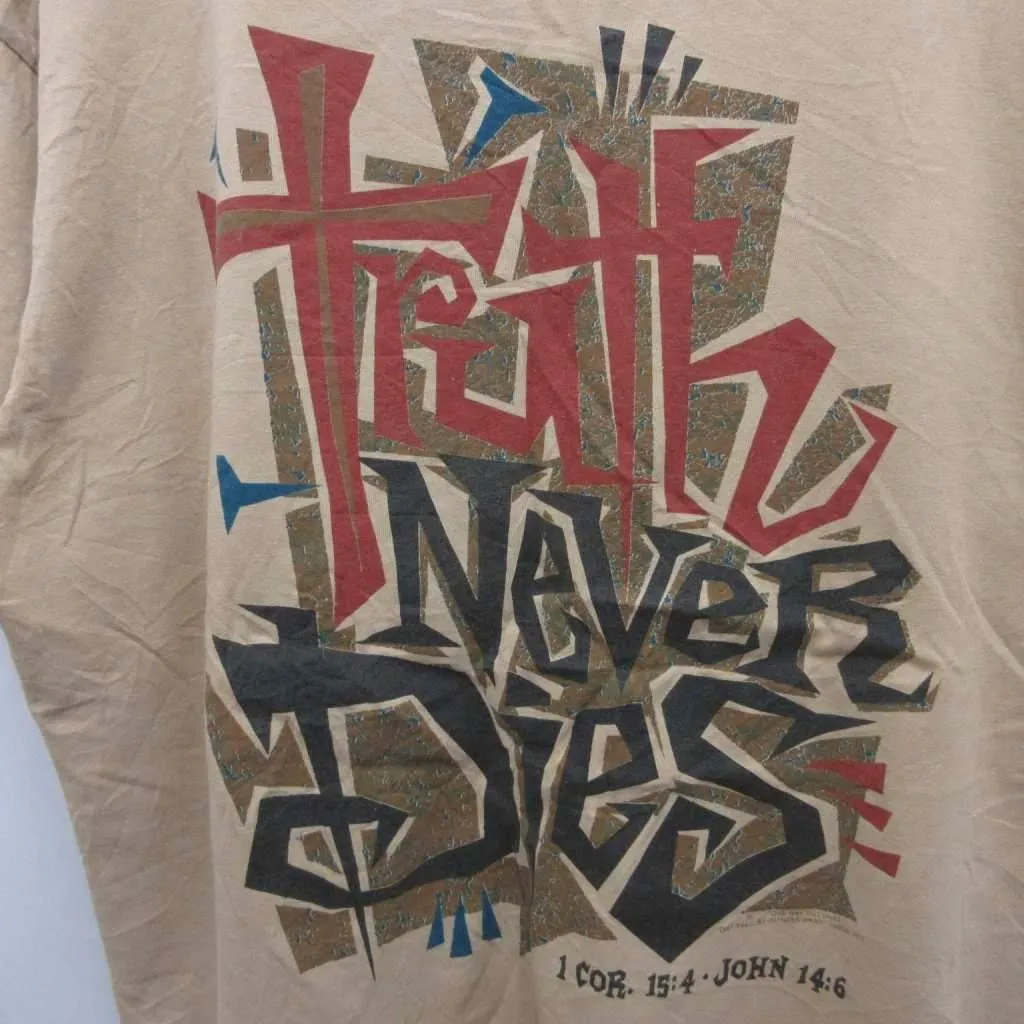 truth
NeVeR
DieS
1 COR. 15:4 · JOHN 14:6